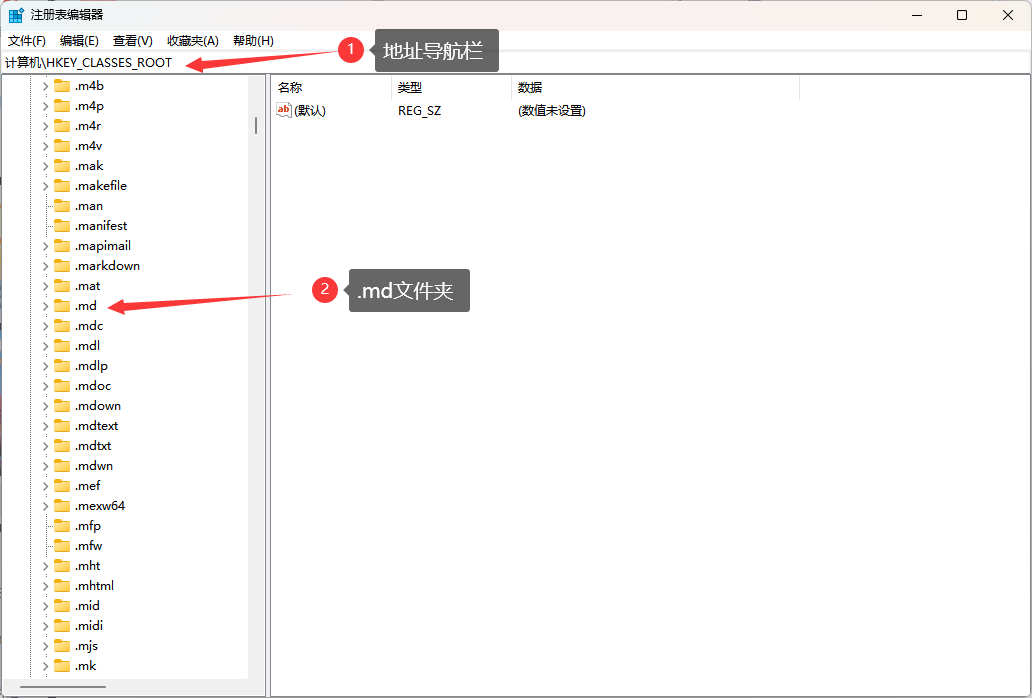 注册表编辑器
文件(F) 编辑(E) 查看(V) 收藏夹(A) 帮助(H)
1 地址导航栏
计算机\HKEY_CLASSES_ROOT
名称 类型 数据
ab (默认) REG_SZ (数值未设置)
.m4b
.m4p
.m4r
.m4v
.mak
.makefile
.man
.manifest
.mapimail
.markdown
.mat
2 .md文件夹
.md
.mdc
.mdl
.mdlp
.mdoc
.mdown
.mdtext
.mdtxt
.mdwn
.mef
.mexw64
.mfp
.mfw
.mht
.mhtml
.mid
.midi
.mjs
.mk